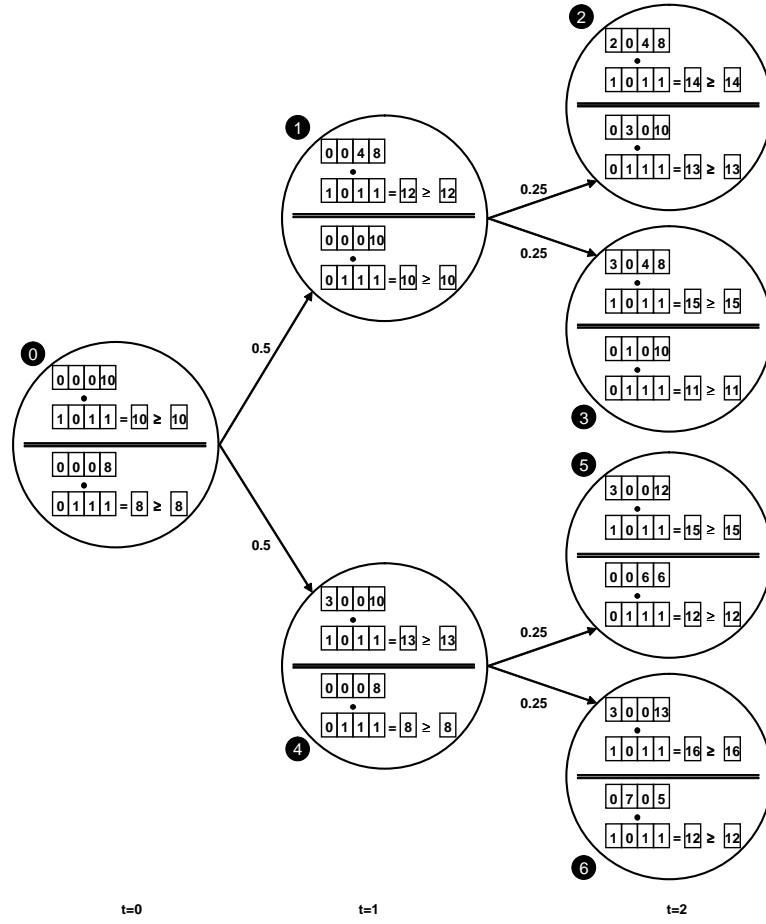 2
2 0 4 8
•
1 0 1 1 = 14 ≥ 14
0 3 0 10
•
0 1 1 1 = 13 ≥ 13
1
0 0 4 8
•
1 0 1 1 = 12 ≥ 12
0 0 0 10
•
0 1 1 1 = 10 ≥ 10
0.25
0.25
3 0 4 8
•
1 0 1 1 = 15 ≥ 15
0 1 0 10
•
0 1 1 1 = 11 ≥ 11
3
0.5
0
0 0 0 10
•
1 0 1 1 = 10 ≥ 10
0 0 0 8
•
0 1 1 1 = 8 ≥ 8
0.5
5
3 0 0 12
•
1 0 1 1 = 15 ≥ 15
0 0 6 6
•
0 1 1 1 = 12 ≥ 12
3 0 0 10
•
1 0 1 1 = 13 ≥ 13
0 0 0 8
•
0 1 1 1 = 8 ≥ 8
4
0.25
0.25
3 0 0 13
•
1 0 1 1 = 16 ≥ 16
0 7 0 5
•
1 0 1 1 = 12 ≥ 12
6
t=0
t=1
t=2